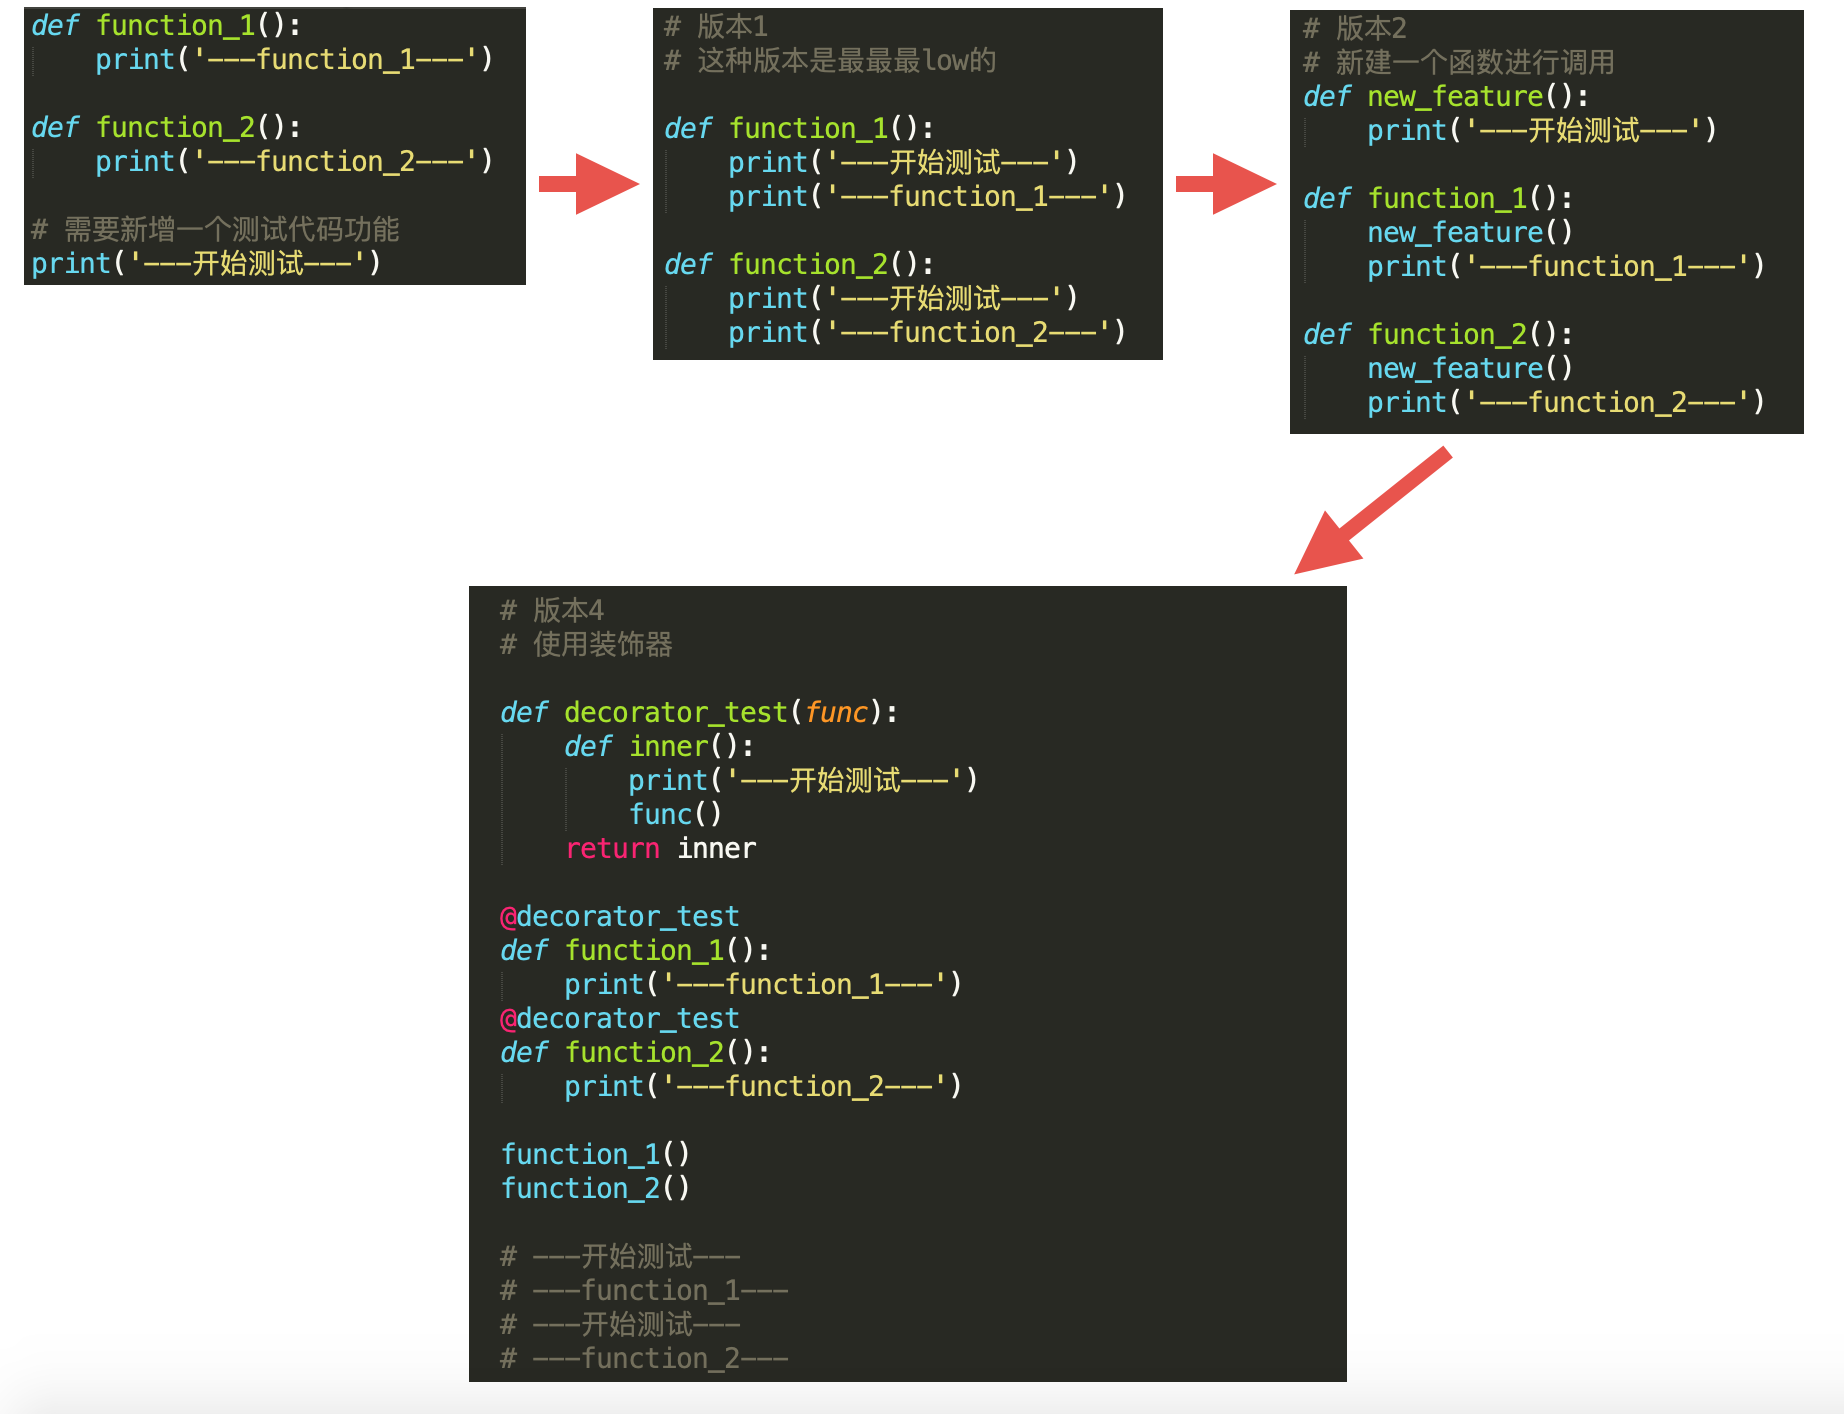 def function_1():
    print('---function_1---')
def function_2():
    print('---function_2---')
# 需要新增一个测试代码功能
print('---开始测试---')
# 版本1
# 这种版本是最最最low的
def function_1():
    print('---开始测试---')
    print('---function_1---')
def function_2():
    print('---开始测试---')
    print('---function_2---')
# 版本2
# 新建一个函数进行调用
def new_feature():
    print('---开始测试---')
def function_1():
    new_feature()
    print('---function_1---')
def function_2():
    new_feature()
    print('---function_2---')
# 版本4
# 使用装饰器
def decorator_test(func):
    def inner():
        print('---开始测试---')
        func()
    return inner
@decorator_test
def function_1():
    print('---function_1---')
@decorator_test
def function_2():
    print('---function_2---')
function_1()
function_2()
# ---开始测试---
# ---function_1---
# ---开始测试---
# ---function_2---